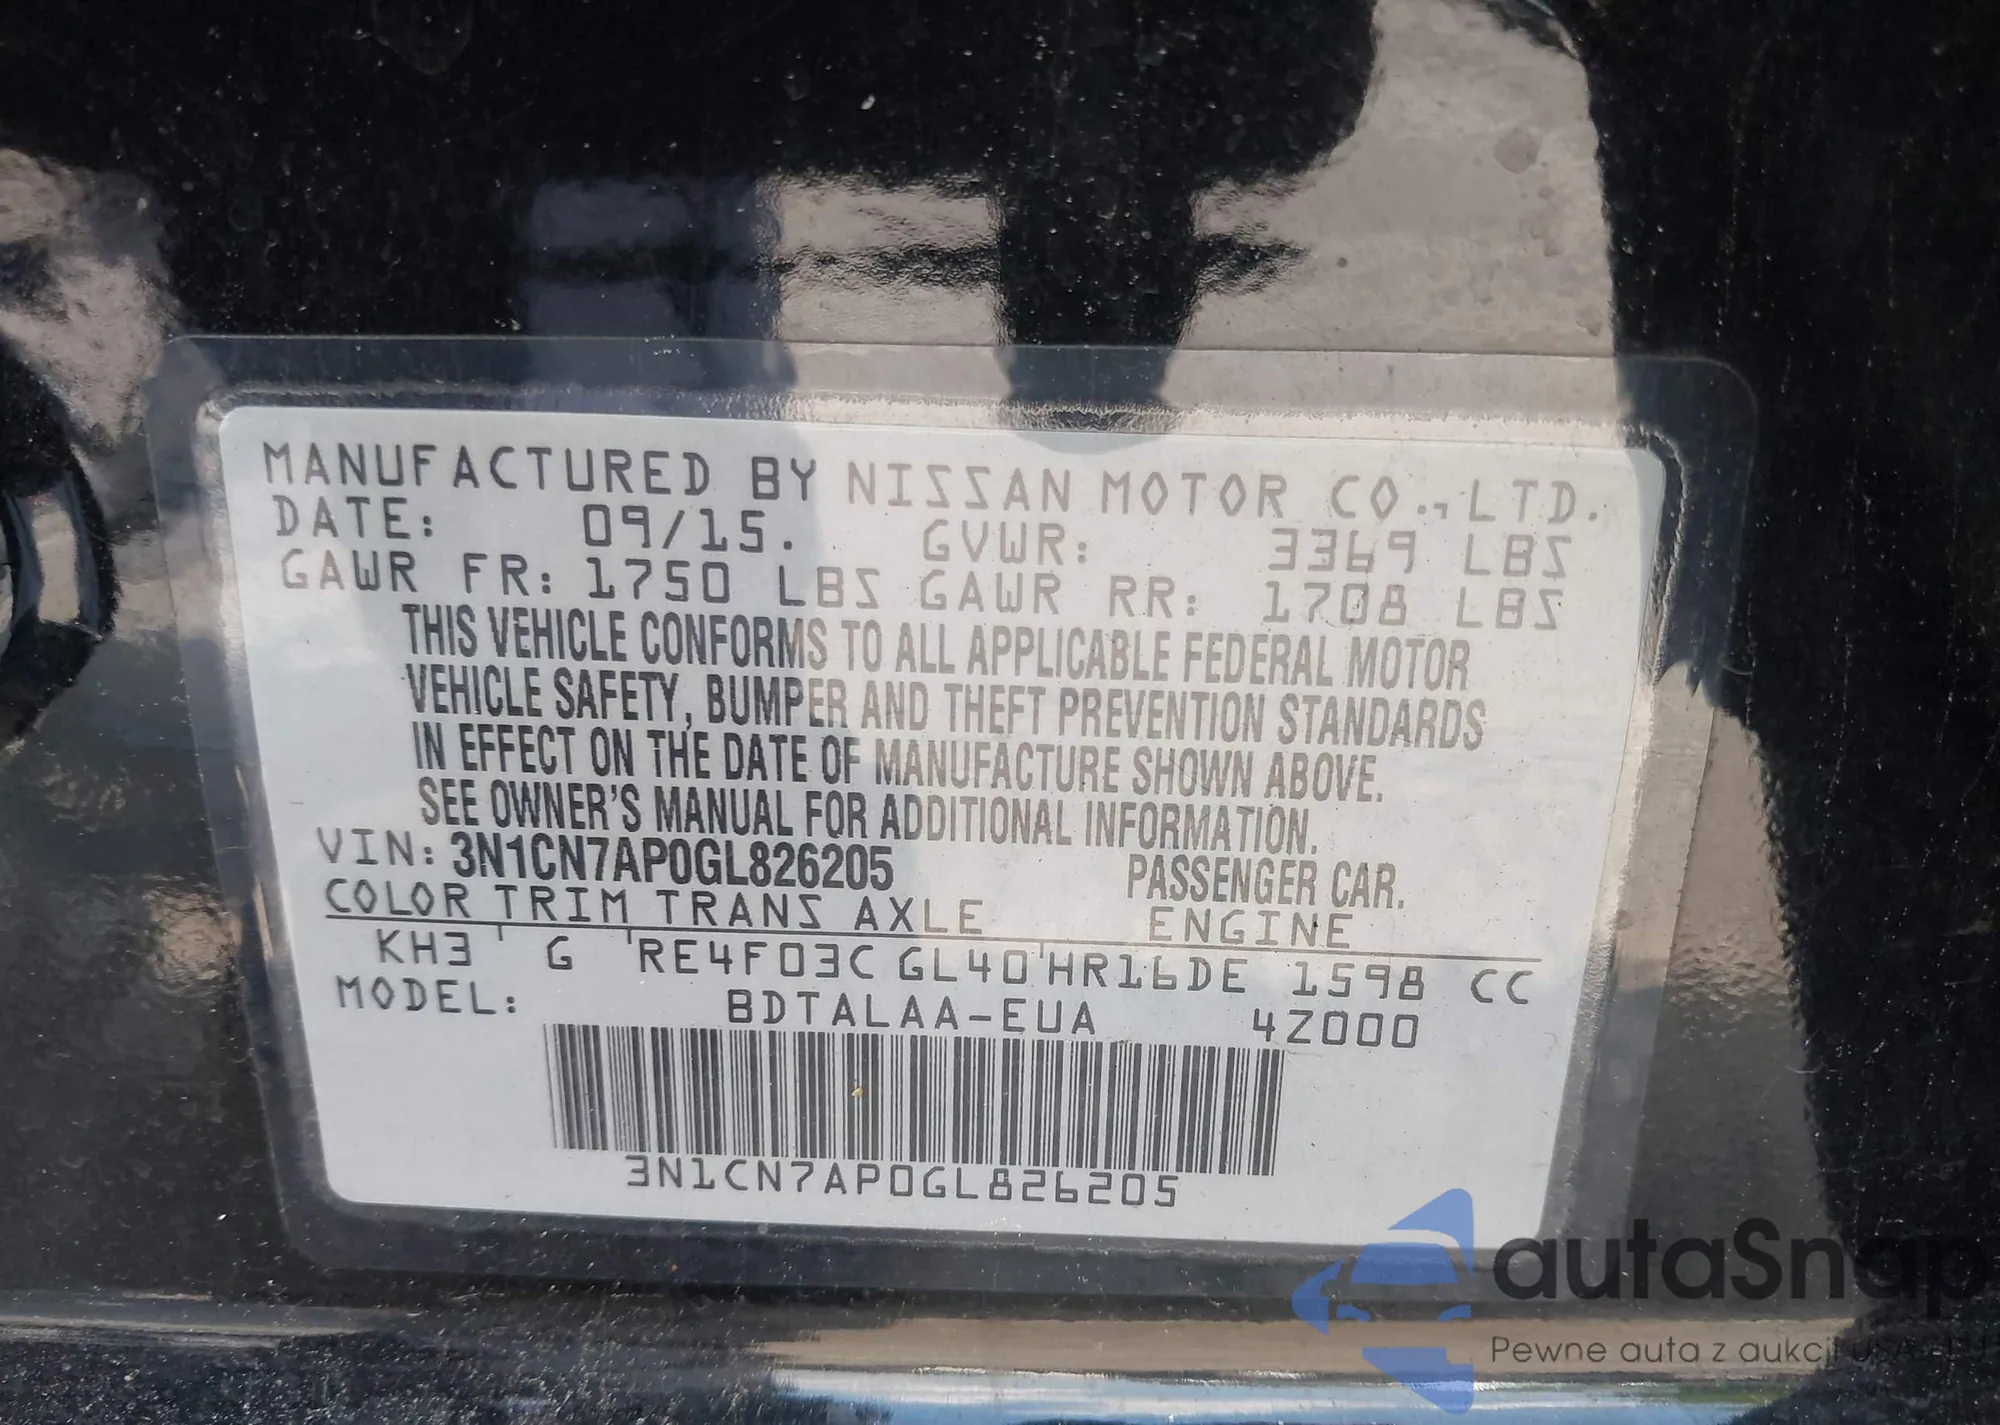 MANUFACTURED BY NISSAN MOTOR CO., LTD.
DATE: 09/15. GVWR: 3369 LBS
GAWR FR: 1750 LBS GAWR RR: 1708 LBS
THIS VEHICLE CONFORMS TO ALL APPLICABLE FEDERAL MOTOR
VEHICLE SAFETY, BUMPER AND THEFT PREVENTION STANDARDS
IN EFFECT ON THE DATE OF MANUFACTURE SHOWN ABOVE.
SEE OWNER'S MANUAL FOR ADDITIONAL INFORMATION.
VIN: 3N1CN7AP0GL826205 PASSENGER CAR.
COLOR TRIM TRANS AXLE ENGINE
KH3 ' G 'RE4F03C GL40'HR16DE 1598 CC
MODEL: BDTALAA-EUA 4Z000
3N1CN7AP0GL826205
autaSnap
Pewne auta z aukcji USA